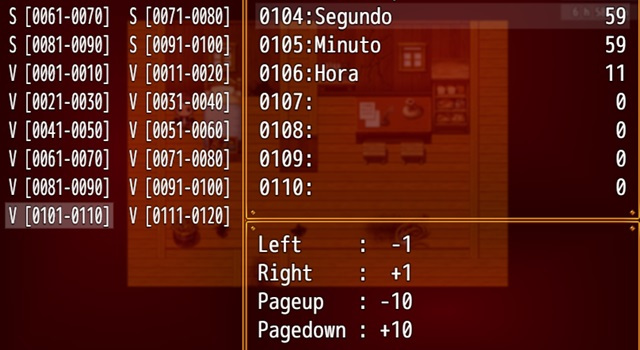 S [0061-0070] S [0071-0080]
S [0081-0090] S [0091-0100]
V [0001-0010] V [0011-0020]
V [0021-0030] V [0031-0040]
V [0041-0050] V [0051-0060]
V [0061-0070] V [0071-0080]
V [0081-0090] V [0091-0100]
V [0101-0110] V [0111-0120]
0104:Segundo 59
0105:Minuto 59
0106:Hora 11
0107: 0
0108: 0
0109: 0
0110: 0
Left : -1
Right : +1
Pageup : -10
Pagedown : +10